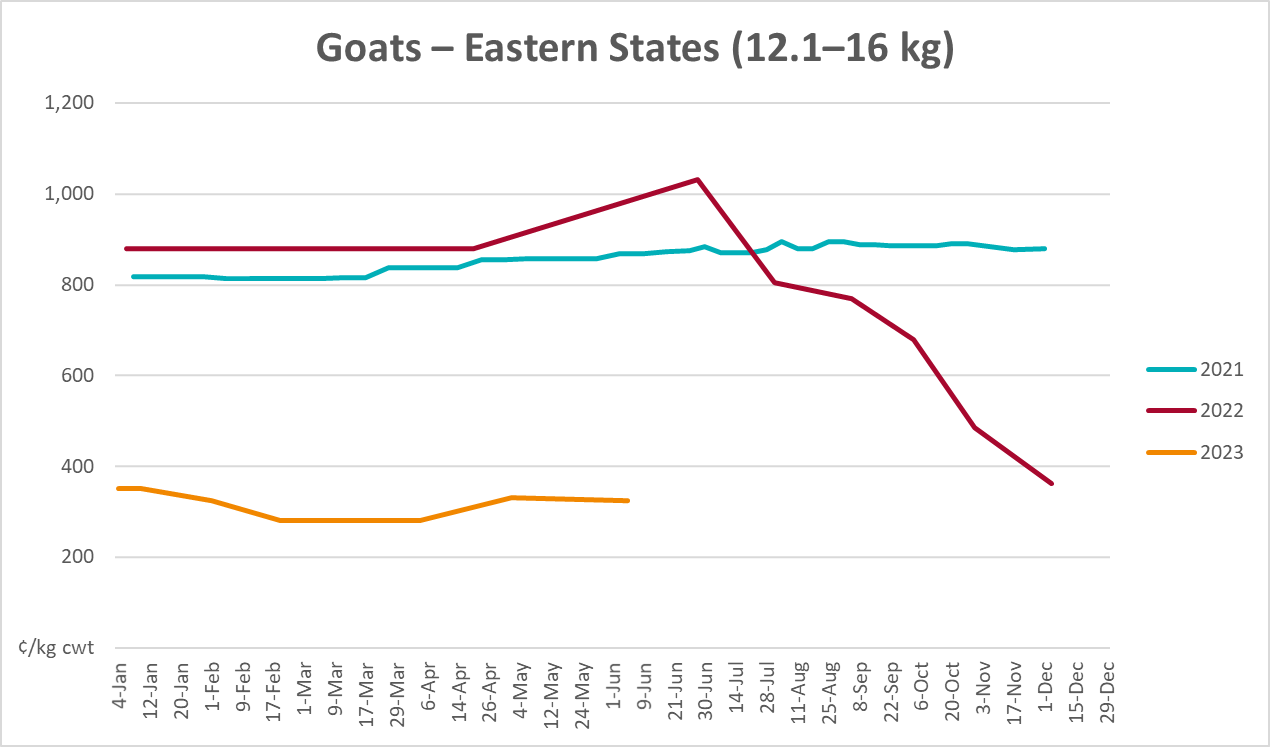 Goats – Eastern States (12.1–16 kg)
1,200
1,000
800
600
400
200
¢/kg cwt
4-Jan
12-Jan
20-Jan
1-Feb
9-Feb
17-Feb
1-Mar
9-Mar
17-Mar
29-Mar
6-Apr
14-Apr
26-Apr
4-May
12-May
24-May
1-Jun
9-Jun
21-Jun
30-Jun
14-Jul
28-Jul
11-Aug
25-Aug
8-Sep
22-Sep
6-Oct
20-Oct
3-Nov
17-Nov
1-Dec
15-Dec
29-Dec
2021
2022
2023